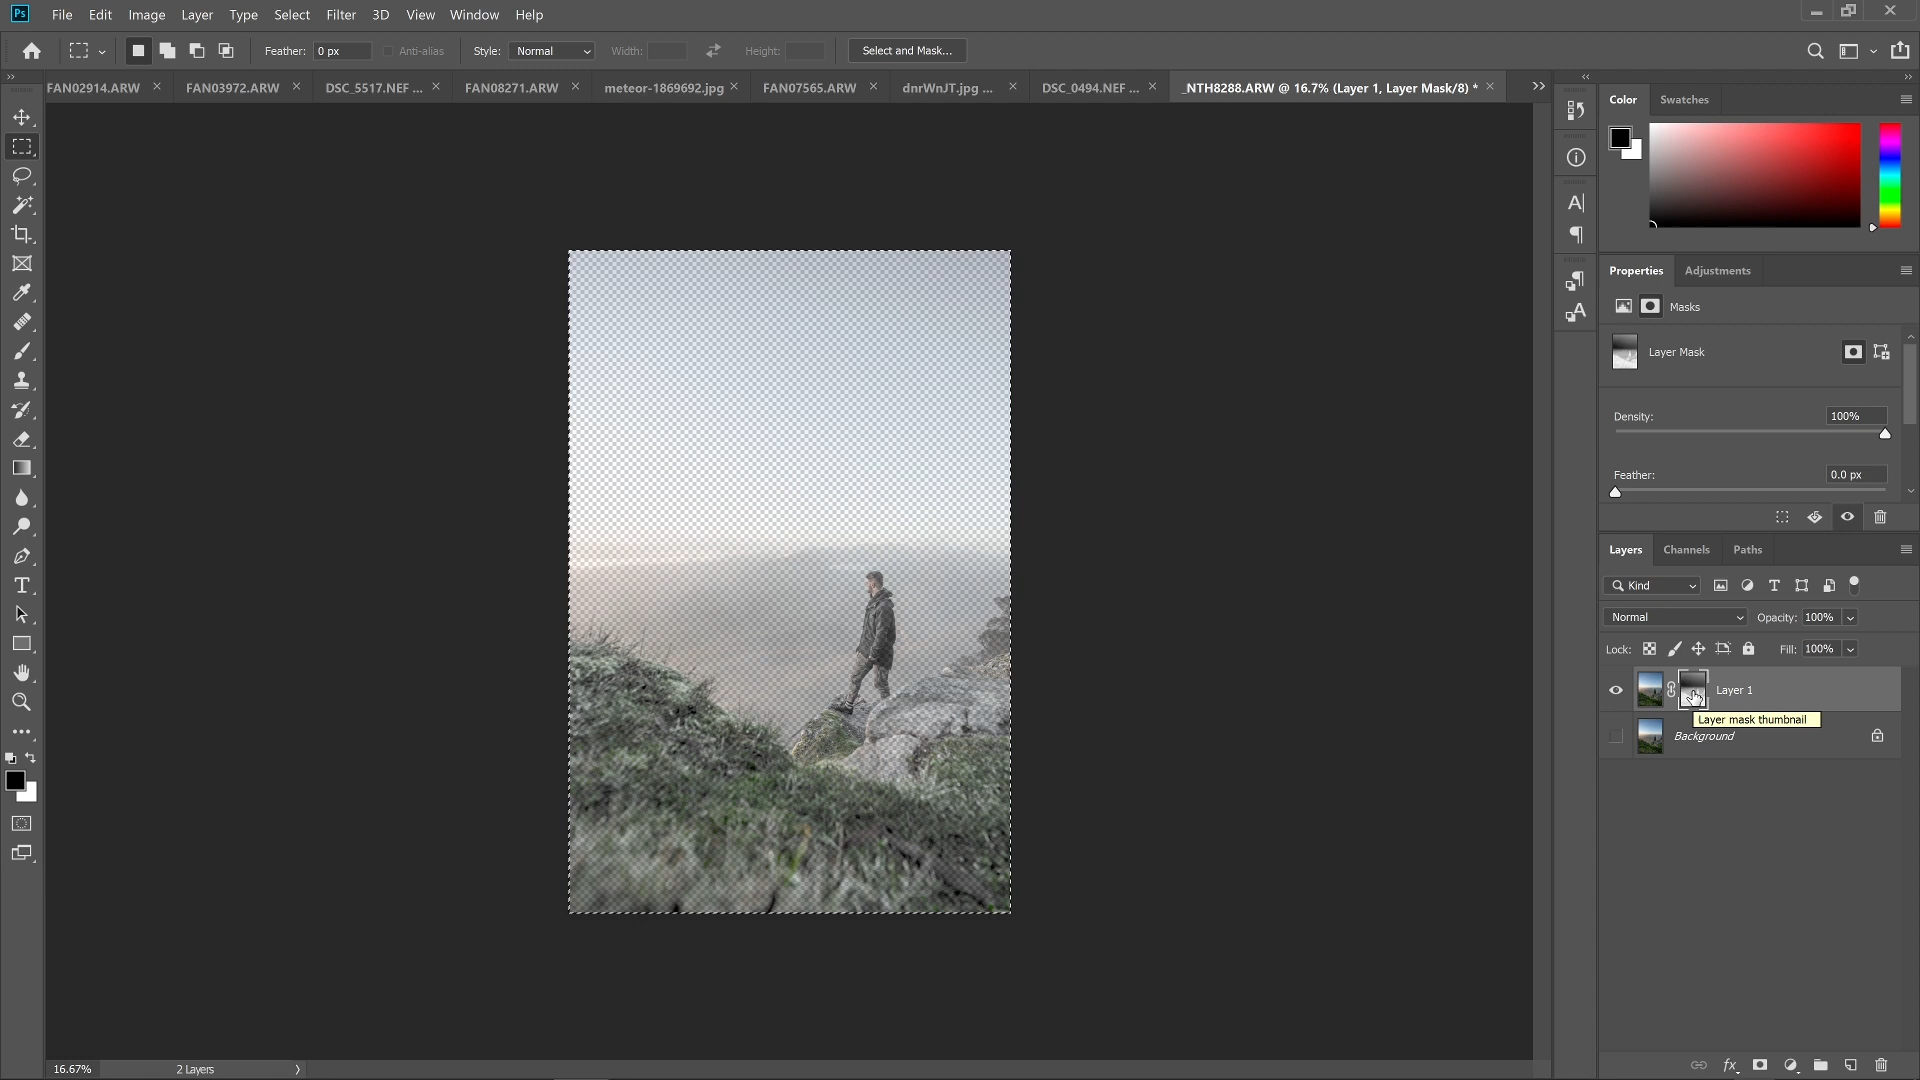 Ps File Edit Image Layer Type Select Filter 3D View Window Help
Feather: 0 px Anti-alias Style: Normal Width: Height: Select and Mask...
FAN02914.ARW × FAN03972.ARW × DSC_5517.NEF ... × FAN08271.ARW × meteor-1869692.jpg × FAN07565.ARW × dnrWnJT.jpg ... × DSC_0494.NEF ... × _NTH8288.ARW @ 16.7% (Layer 1, Layer Mask/8) * ×
Color Swatches
Properties Adjustments
Masks
Layer Mask
Density: 100%
Feather: 0.0 px
Layers Channels Paths
Kind
Normal Opacity: 100%
Lock: Fill: 100%
Layer 1
Layer mask thumbnail
Background
16.67% 2 Layers